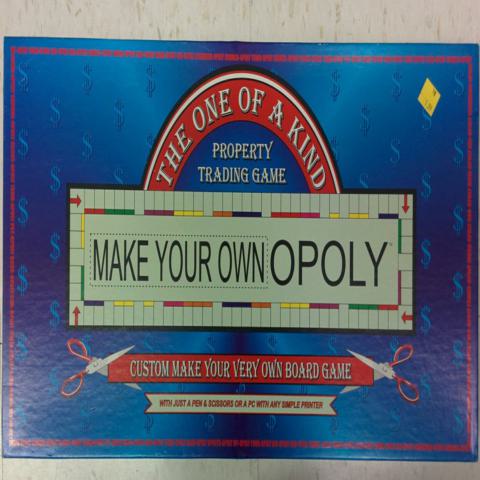 THE ONE OF A KIND
PROPERTY
TRADING GAME
MAKE YOUR OWN OPOLY
CUSTOM MAKE YOUR VERY OWN BOARD GAME
WITH JUST A PEN & SCISSORS OR A PC WITH ANY SIMPLE PRINTER